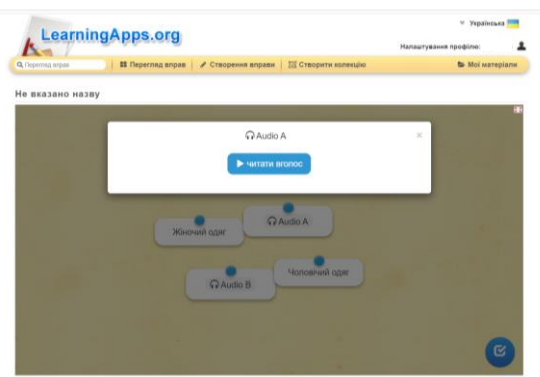 Українська
LearningApps.org
Налаштування профілю:
Перегляд вправ
Перегляд вправ
Створення вправи
Створити колекцію
Мої матеріали
Не вказано назву
Audio A
читати вголос
Audio A
Жіночий одяг
Чоловічий одяг
Audio B